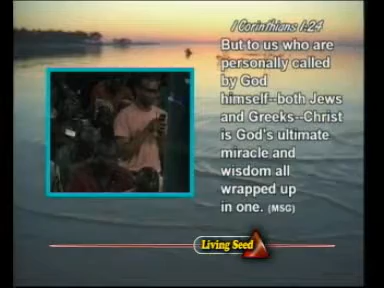 1 Corinthians 1:24
But to us who are
personally called
by God
himself--both Jews
and Greeks--Christ
is God's ultimate
miracle and
wisdom all
wrapped up
in one. (MSG)
Living Seed